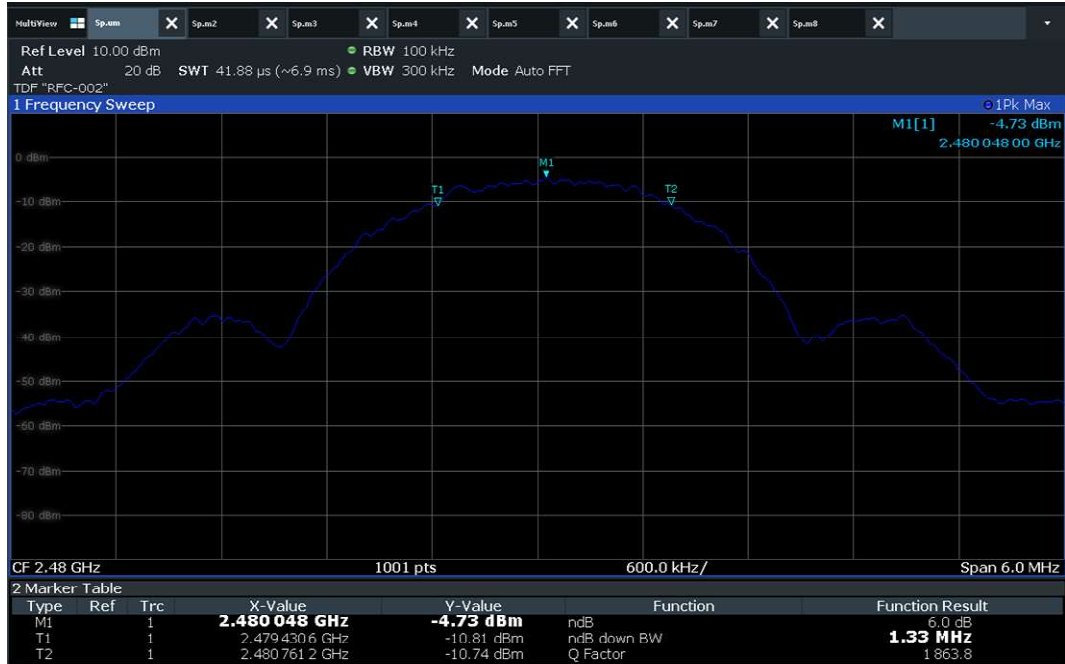 MultiView Sp.um X Sp.m2 X Sp.m3 X Sp.m4 X Sp.m5 X Sp.m6 X Sp.m7 X Sp.m8 X
Ref Level 10.00 dBm RBW 100 kHz
Att 20 dB SWT 41.88 µs (~6.9 ms) VBW 300 kHz Mode Auto FFT
TDF "RFC-002"
1 Frequency Sweep 1Pk Max
M1[1] -4.73 dBm
2.480 048 00 GHz
0 dBm
M1
T1 T2
-10 dBm
-20 dBm
-30 dBm
-40 dBm
-50 dBm
-60 dBm
-70 dBm
-80 dBm
CF 2.48 GHz 1001 pts 600.0 kHz/ Span 6.0 MHz
2 Marker Table
Type Ref Trc X-Value Y-Value Function Function Result
M1 1 2.480 048 GHz -4.73 dBm ndB 6.0 dB
T1 1 2.479 430 6 GHz -10.81 dBm ndB down BW 1.33 MHz
T2 1 2.480 761 2 GHz -10.74 dBm Q Factor 1 863.8